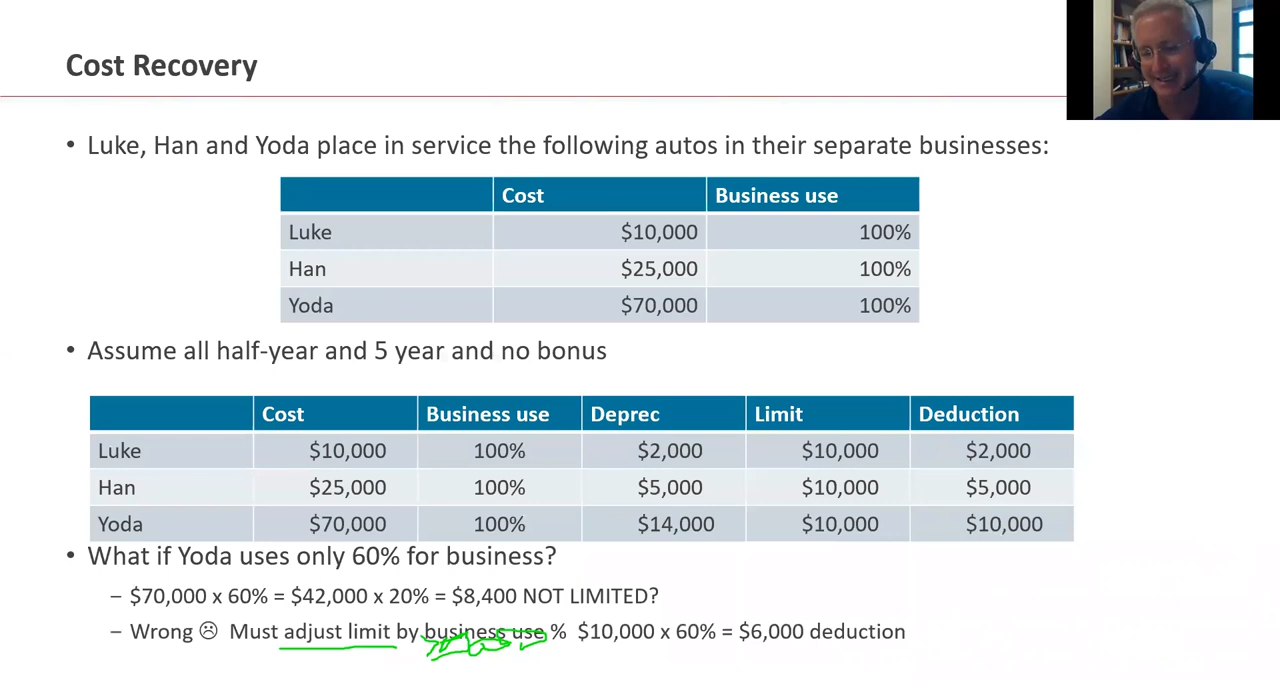 Cost Recovery
• Luke, Han and Yoda place in service the following autos in their separate businesses:
Cost Business use
Luke $10,000 100%
Han $25,000 100%
Yoda $70,000 100%
• Assume all half-year and 5 year and no bonus
Cost Business use Deprec Limit Deduction
Luke $10,000 100% $2,000 $10,000 $2,000
Han $25,000 100% $5,000 $10,000 $5,000
Yoda $70,000 100% $14,000 $10,000 $10,000
• What if Yoda uses only 60% for business?
– $70,000 x 60% = $42,000 x 20% = $8,400 NOT LIMITED?
– Wrong ☹ Must adjust limit by business use % $10,000 x 60% = $6,000 deduction